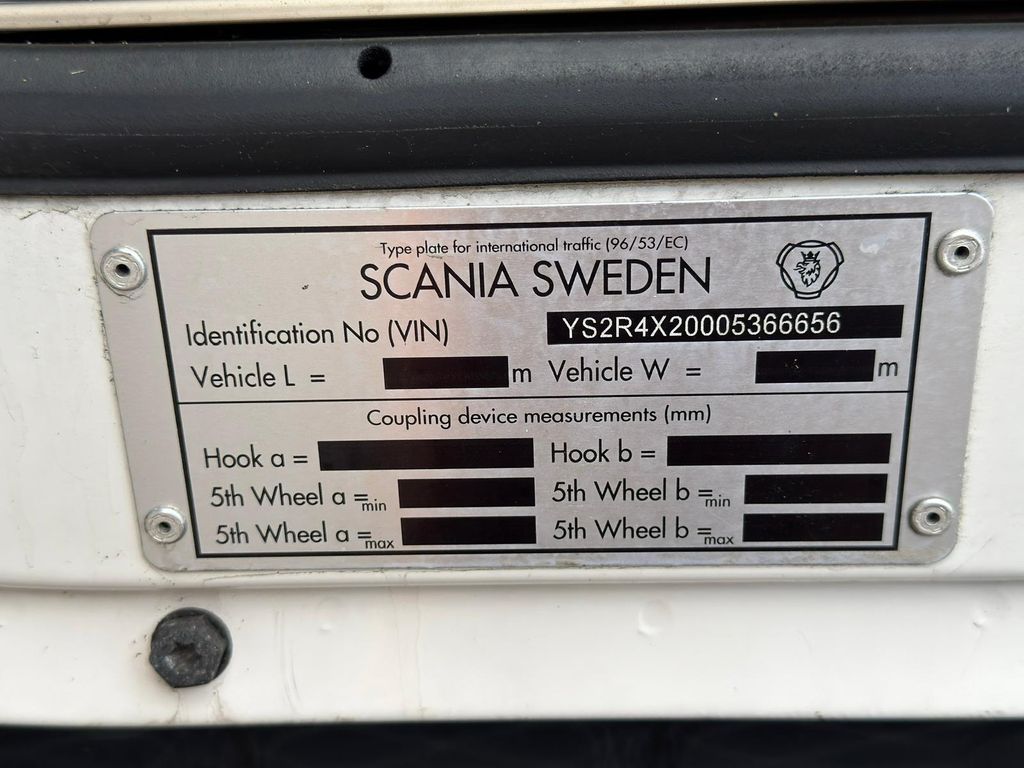 Type plate for international traffic (96/53/EC)
SCANIA SWEDEN
Identification No (VIN) YS2R4X20005366656
Vehicle L = m Vehicle W = m
Coupling device measurements (mm)
Hook a = Hook b =
5th Wheel a =min 5th Wheel b =min
5th Wheel a =max 5th Wheel b =max